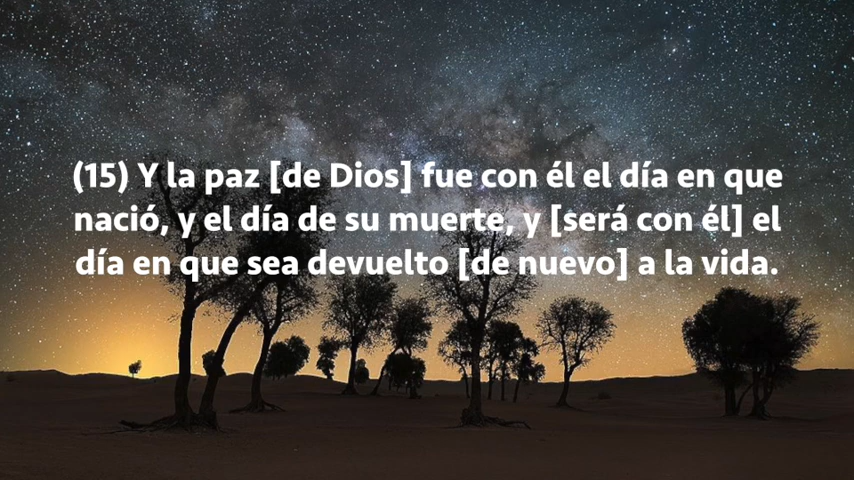 (15) Y la paz [de Dios] fue con él el día en que
nació, y el día de su muerte, y [será con él] el
día en que sea devuelto [de nuevo] a la vida.